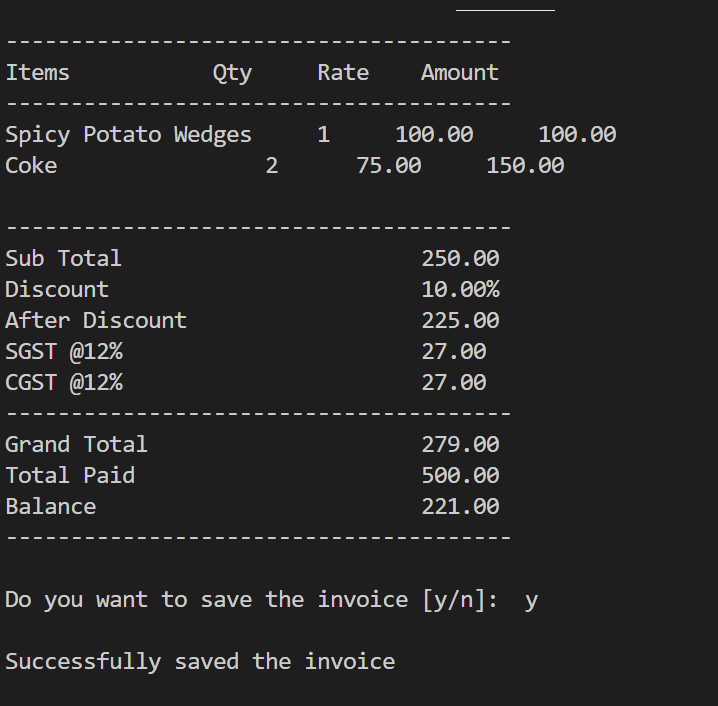 ---------------------------------------
Items           Qty     Rate    Amount
---------------------------------------
Spicy Potato Wedges     1     100.00     100.00
Coke                2      75.00     150.00
---------------------------------------
Sub Total                       250.00
Discount                        10.00%
After Discount                  225.00
SGST @12%                       27.00
CGST @12%                       27.00
---------------------------------------
Grand Total                     279.00
Total Paid                      500.00
Balance                         221.00
---------------------------------------
Do you want to save the invoice [y/n]:  y
Successfully saved the invoice